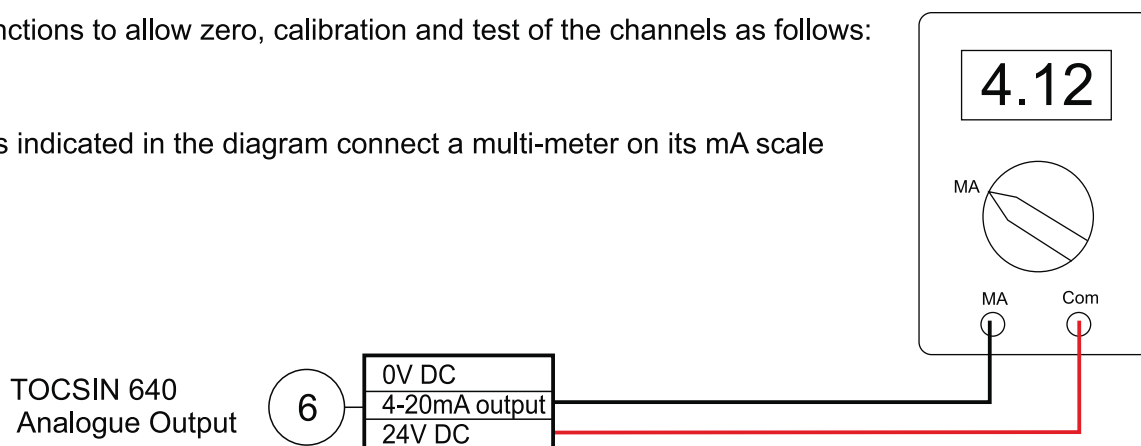 nctions to allow zero, calibration and test of the channels as follows:
s indicated in the diagram connect a multi-meter on its mA scale
4.12
MA
MA Com
TOCSIN 640
Analogue Output
6
0V DC
4-20mA output
24V DC